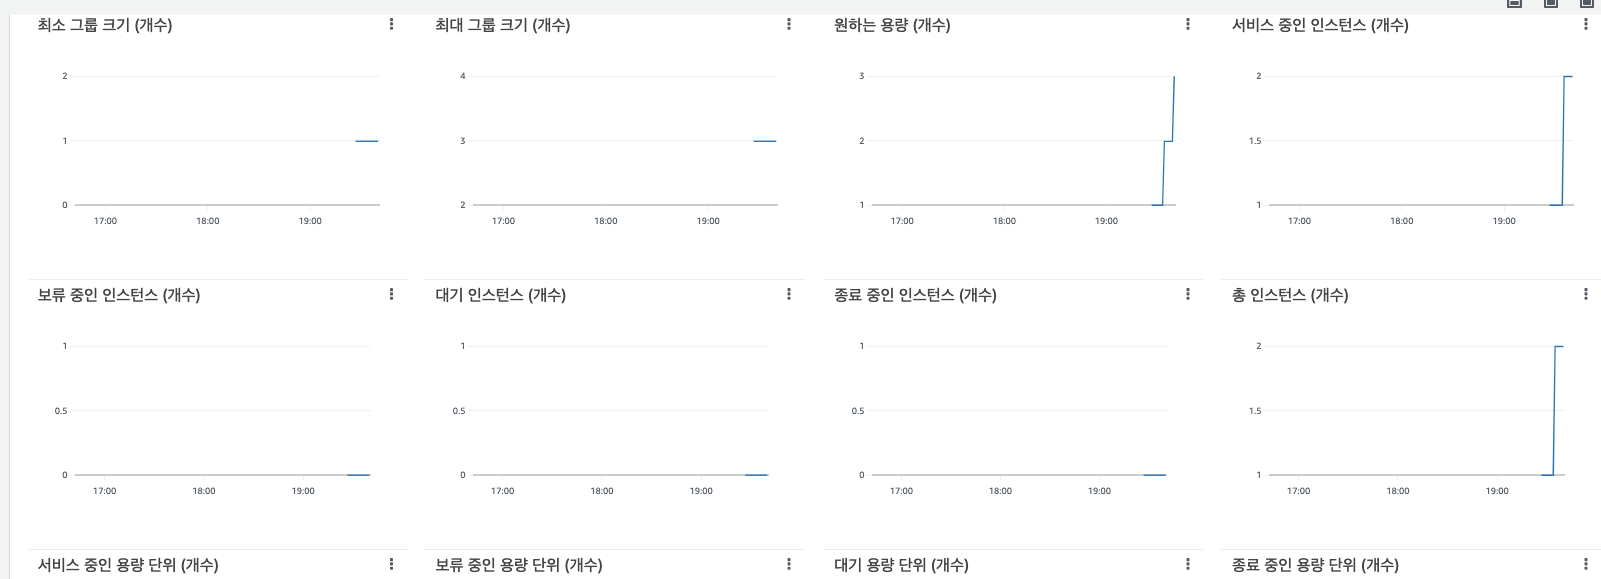 최소 그룹 크기 (개수)
2
1
0
17:00 18:00 19:00
최대 그룹 크기 (개수)
4
3
2
17:00 18:00 19:00
원하는 용량 (개수)
3
2
1
17:00 18:00 19:00
서비스 중인 인스턴스 (개수)
2
1.5
1
17:00 18:00 19:00
보류 중인 인스턴스 (개수)
1
0.5
0
17:00 18:00 19:00
대기 인스턴스 (개수)
1
0.5
0
17:00 18:00 19:00
종료 중인 인스턴스 (개수)
1
0.5
0
17:00 18:00 19:00
총 인스턴스 (개수)
2
1.5
1
17:00 18:00 19:00
서비스 중인 용량 단위 (개수)
보류 중인 용량 단위 (개수)
대기 용량 단위 (개수)
종료 중인 용량 단위 (개수)